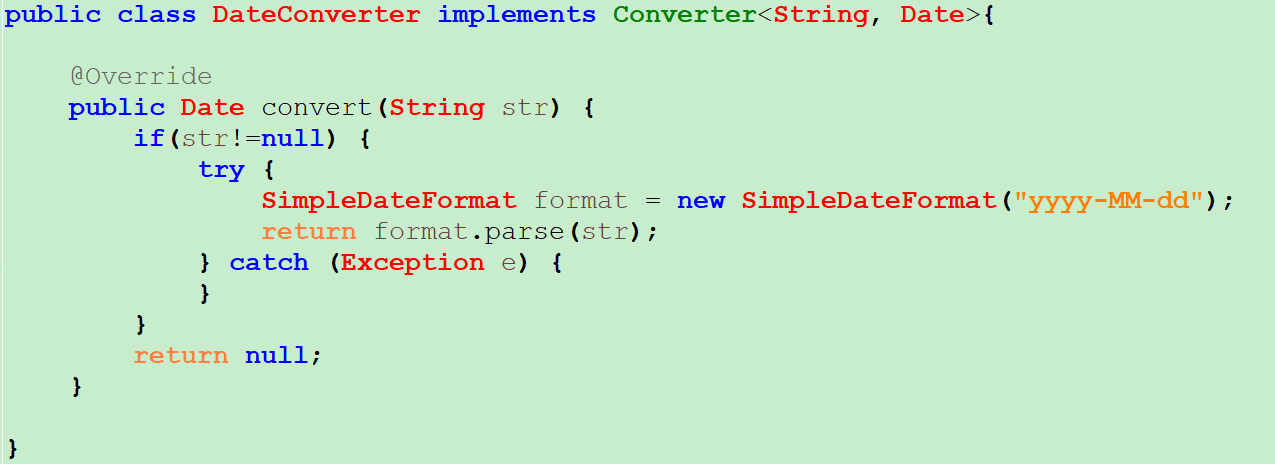 public class DateConverter implements Converter<String, Date>{
@Override
public Date convert(String str) {
if(str!=null) {
try {
SimpleDateFormat format = new SimpleDateFormat("yyyy-MM-dd");
return format.parse(str);
} catch (Exception e) {
}
}
return null;
}
}